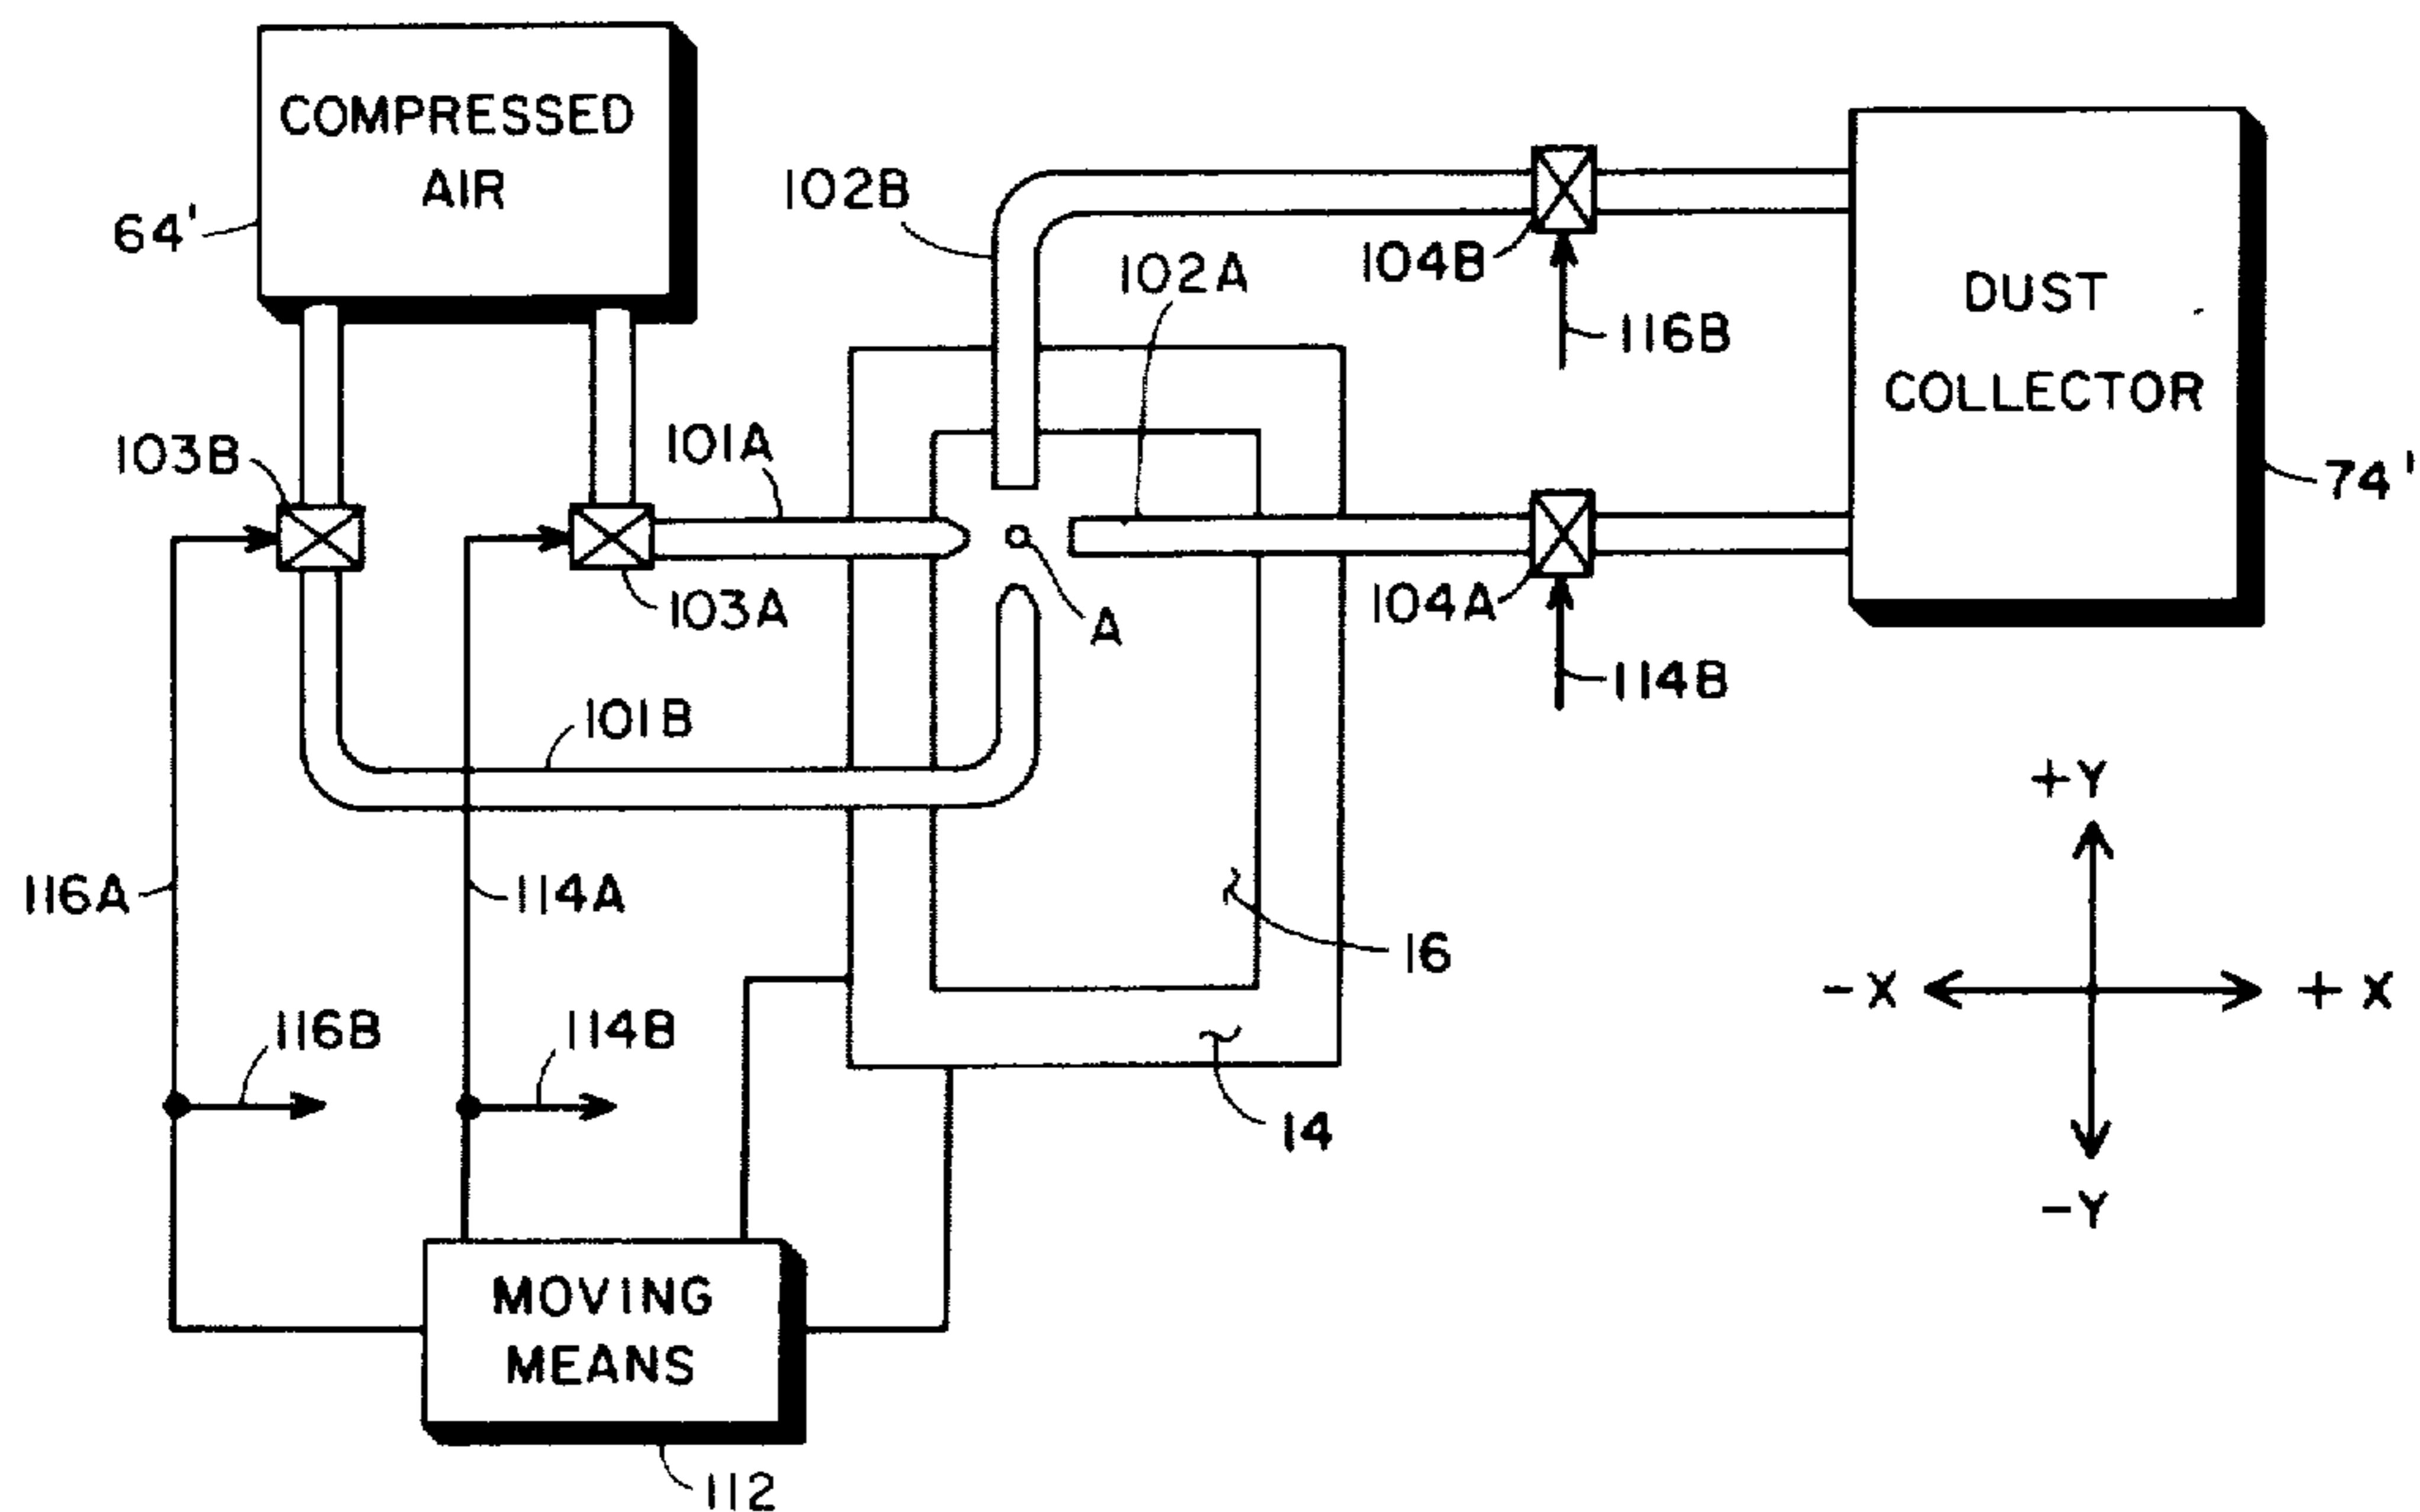 COMPRESSED
AIR
64'
102B
102A
104B
116B
DUST
COLLECTOR
74'
103B
101A
103A
A
104A
114B
101B
116A
114A
16
+Y
-X
+X
-Y
116B
114B
14
MOVING
MEANS
112